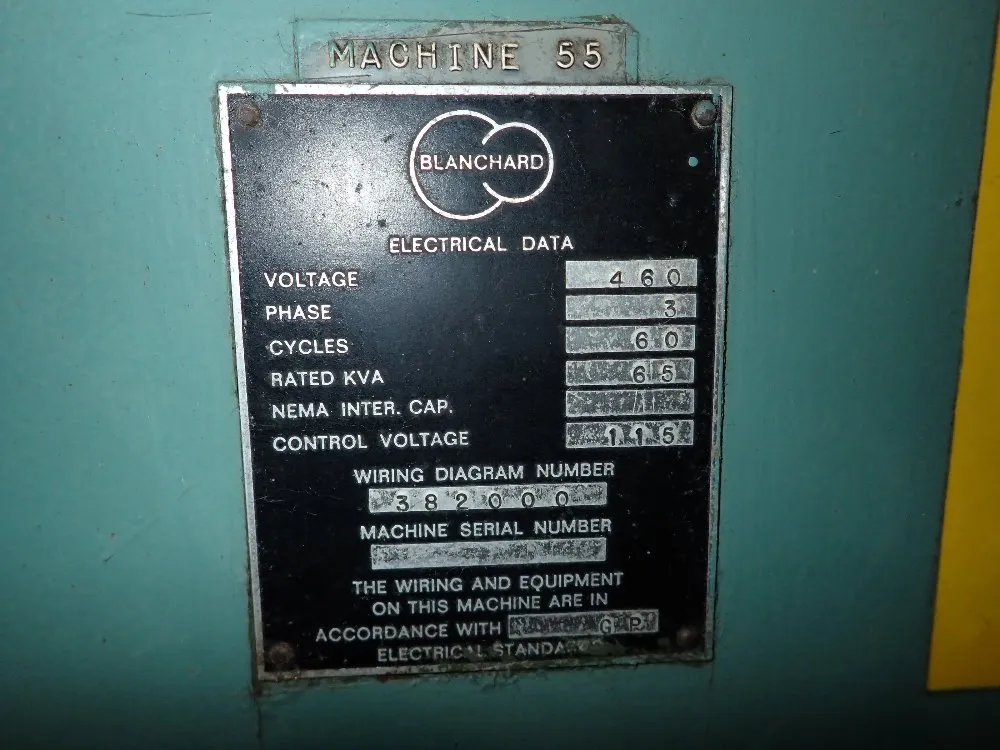 MACHINE 55
BLANCHARD
ELECTRICAL DATA
VOLTAGE 460
PHASE 3
CYCLES 60
RATED KVA 65
NEMA INTER. CAP.
CONTROL VOLTAGE 115
WIRING DIAGRAM NUMBER
382000
MACHINE SERIAL NUMBER
THE WIRING AND EQUIPMENT
ON THIS MACHINE ARE IN
ACCORDANCE WITH G P
ELECTRICAL